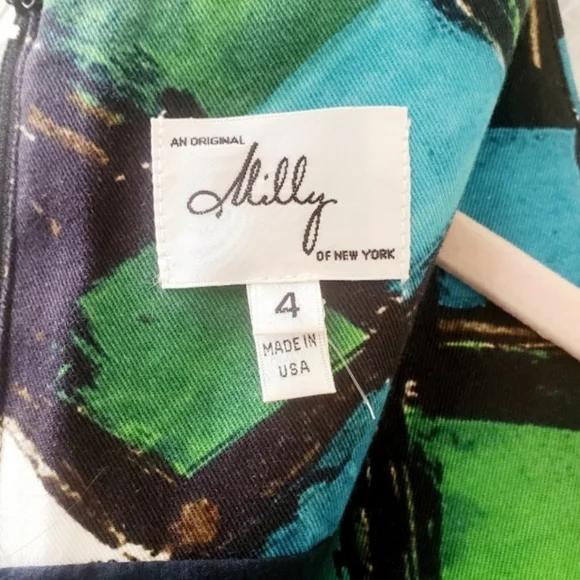 AN ORIGINAL
Milly
OF NEW YORK
4
MADE IN
USA